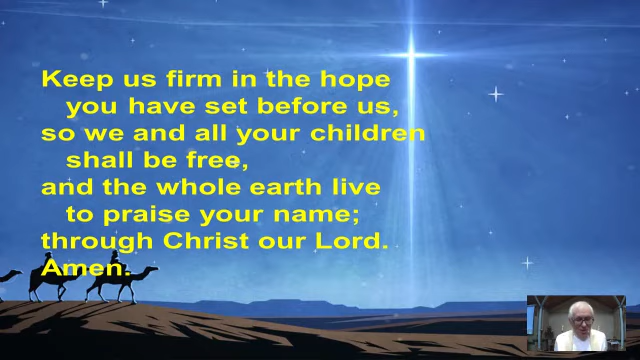 Keep us firm in the hope
you have set before us,
so we and all your children
shall be free,
and the whole earth live
to praise your name;
through Christ our Lord.
Amen.